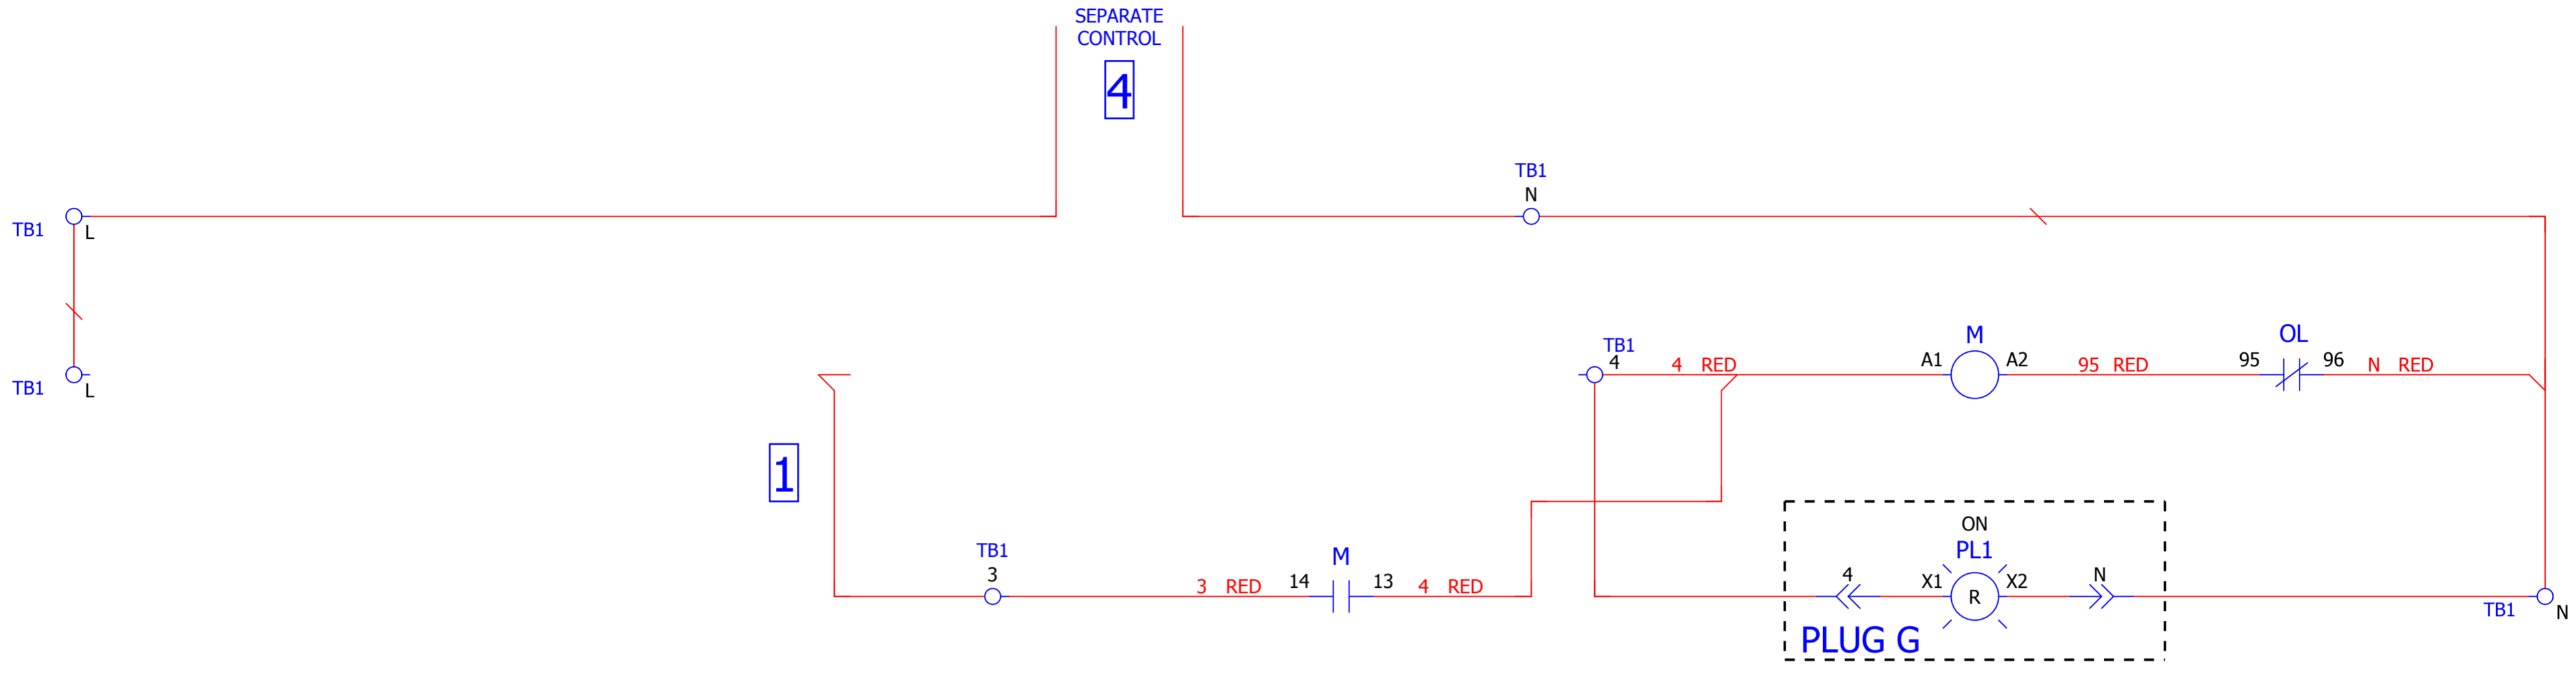 SEPARATE
CONTROL
4
TB1
N
TB1
L
TB1
L
TB1
4
4 RED
A1
M
A2
95 RED
95
OL
96
N RED
1
TB1
3
3 RED
14
M
13
4 RED
ON
PL1
4
X1
R
X2
N
PLUG G
TB1
N